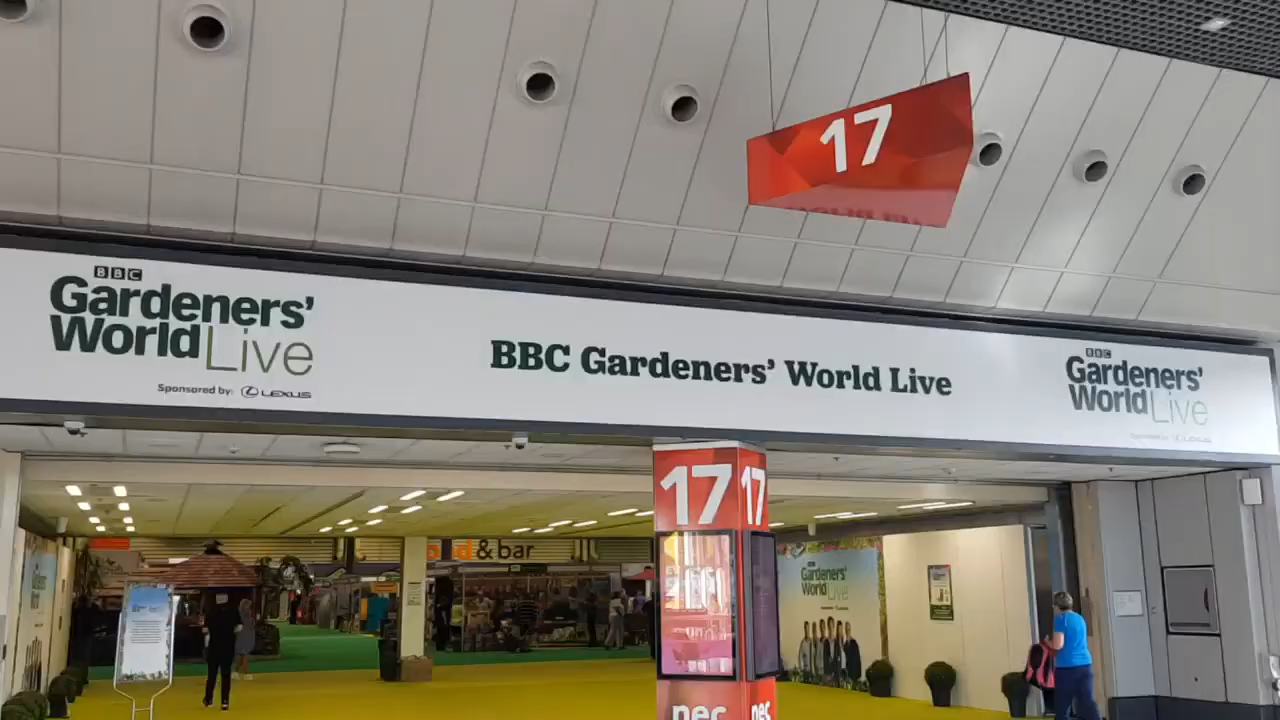 17
BBC
Gardeners'
World Live
Sponsored by: LEXUS
BBC Gardeners' World Live
BBC
Gardeners'
World Live
17 17
& bar
Gardeners'
World Live
nec nec